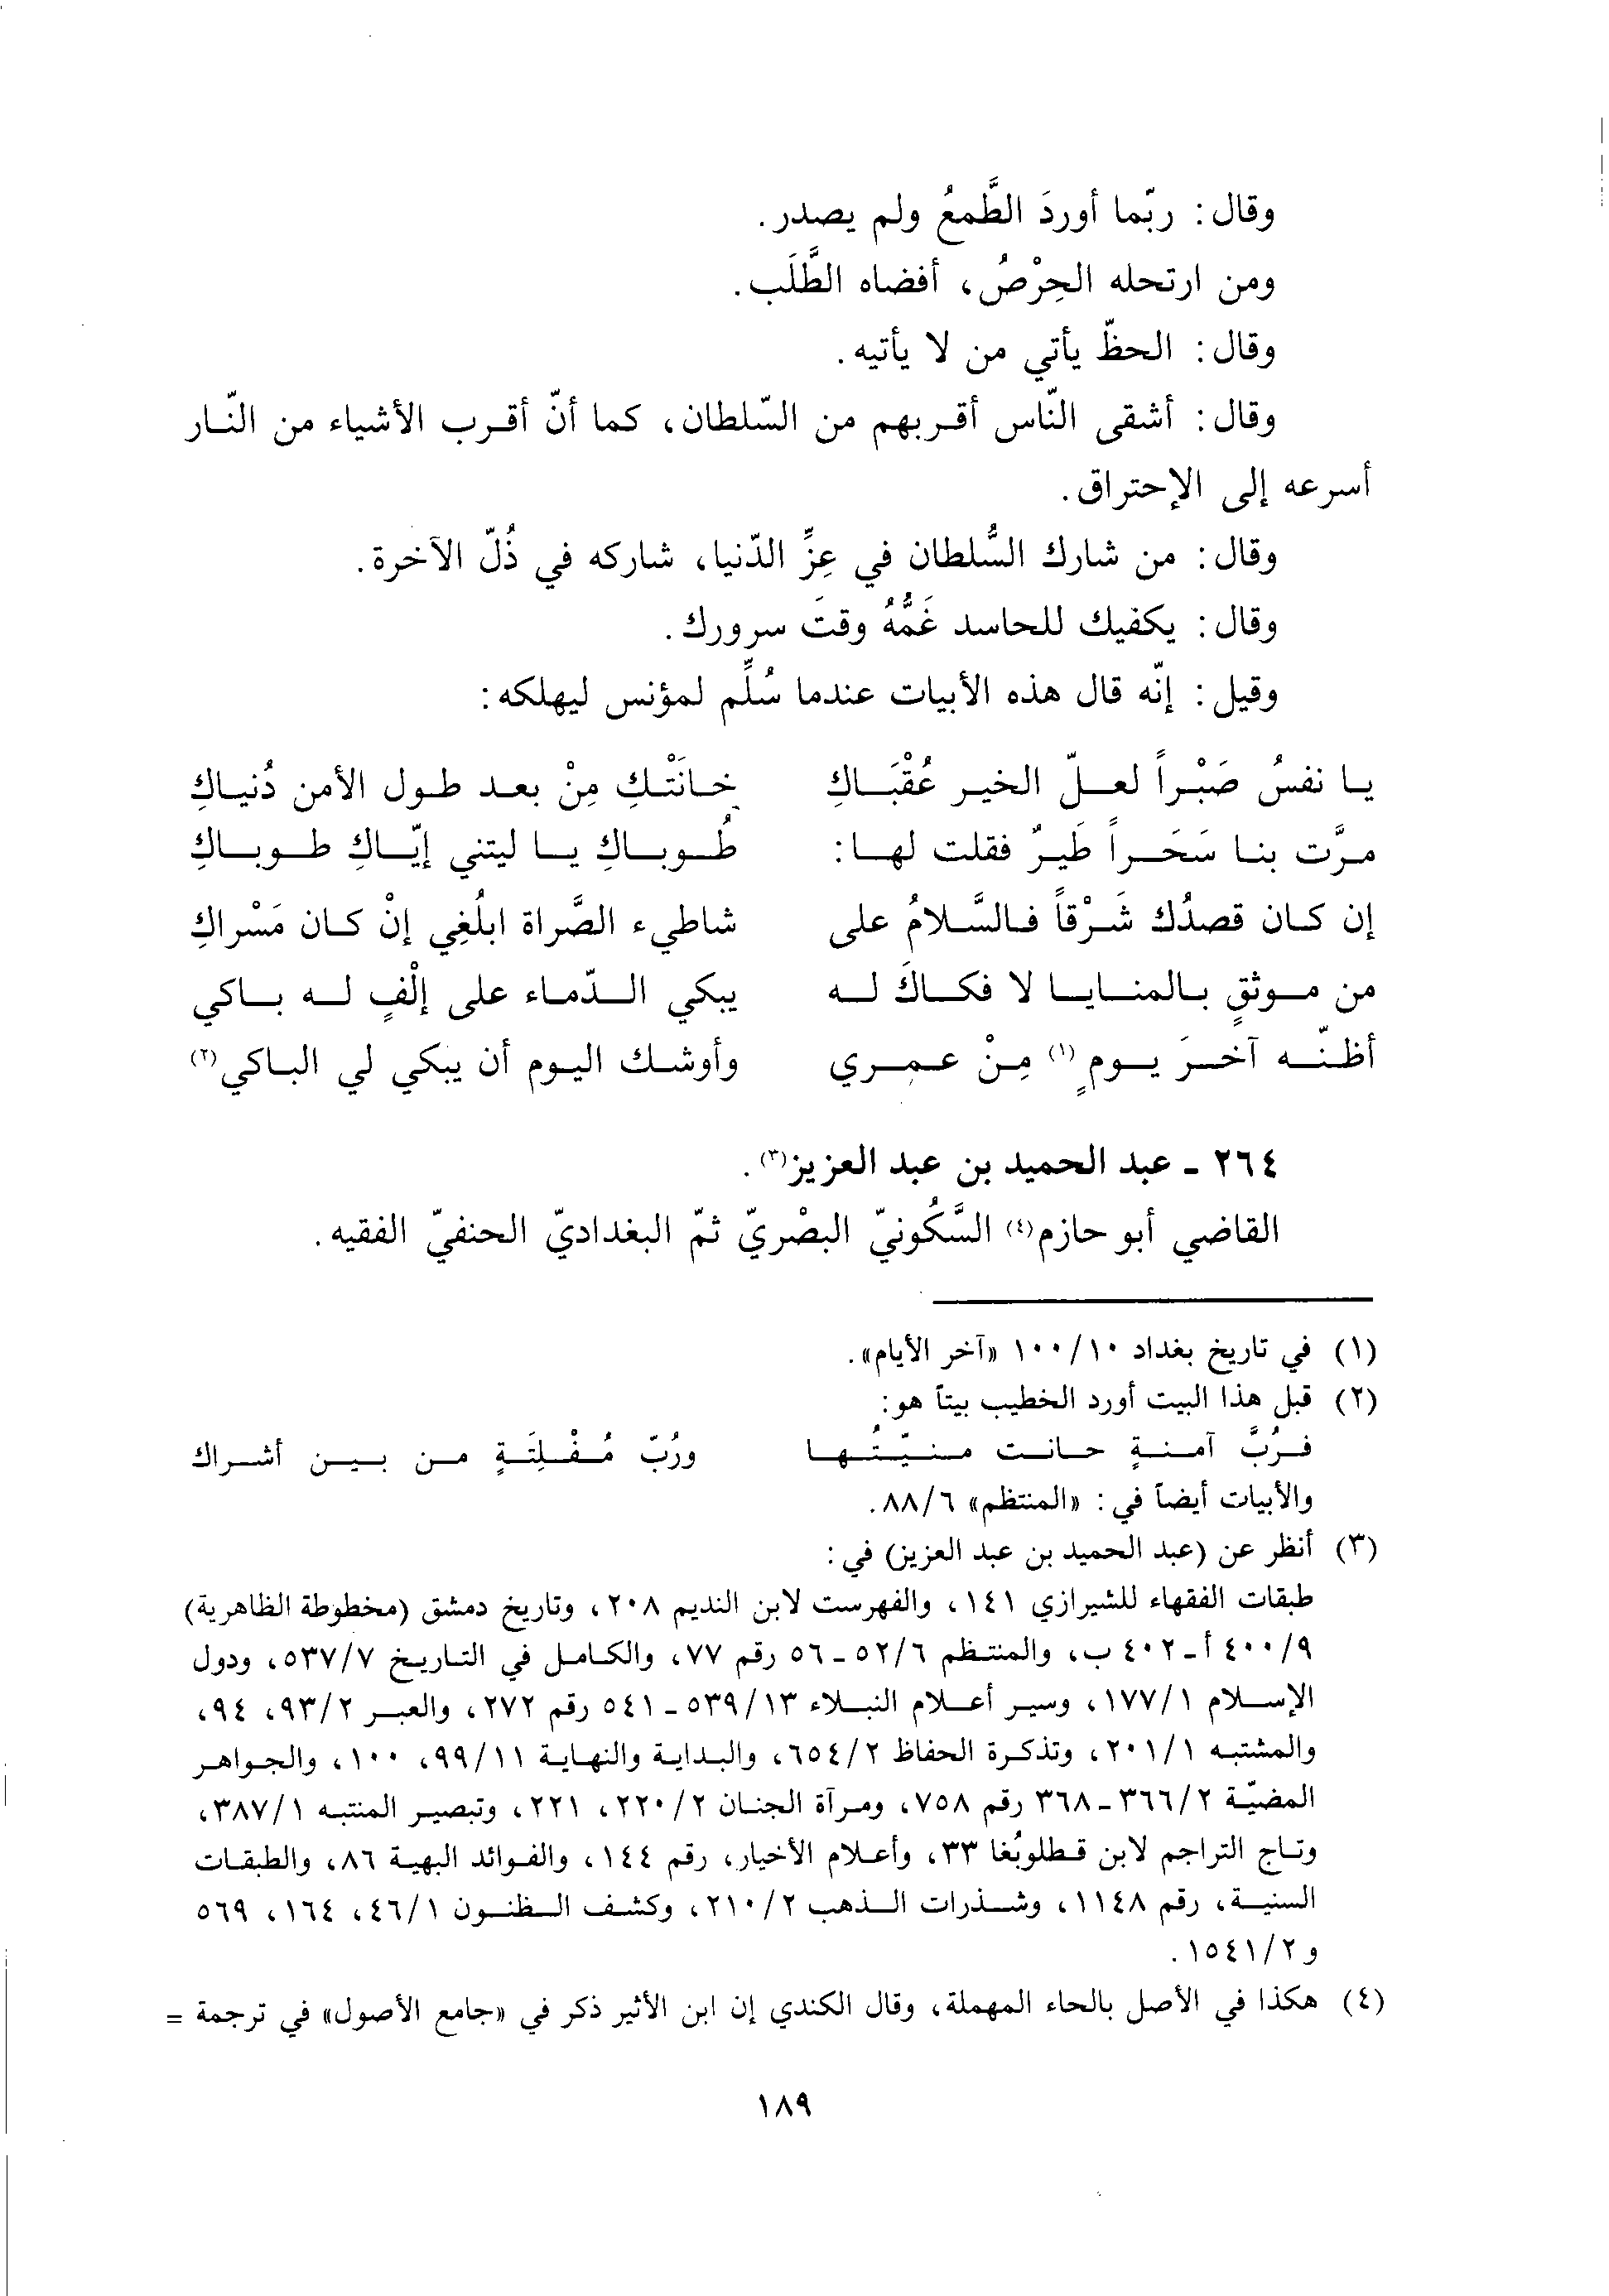 وقال: ربّما أوردَ الطَّمعُ ولم يصدر.
ومن ارتحله الحِرْصُ، أفضاه الطَّلَب.
وقال: الحظّ يأتي من لا يأتيه.
وقال: أشقى النّاس أقربهم من السّلطان، كما أنّ أقرب الأشياء من النّار
أسرعه إلى الإحتراق.
وقال: من شارك السُّلطان في عِزِّ الدّنيا، شاركه في ذُلّ الآخرة.
وقال: يكفيك للحاسد غَمُّهُ وقتَ سرورك.
وقيل: إنّه قال هذه الأبيات عندما سُلِّم لمؤنس ليهلكه:
يا نفسُ صَبْراً لعلّ الخير عُقْبَاكِ خانَتْكِ مِنْ بعد طول الأمن دُنياكِ
مرَّت بنا سَحَراً طَيرٌ فقلت لها: طُوباكِ يا ليتني إيّاكِ طوباكِ
إن كان قصدُك شَرْقاً فالسَّلامُ على شاطيء الصَّراة ابلُغِي إنْ كان مَسْراكِ
من موثقٍ بالمنايا لا فكاكَ له يبكي الدّماء على إلْفٍ له باكي
أظنّه آخرَ يومٍ(١) مِنْ عمري وأوشك اليوم أن يبكي لي الباكي(٢)
٢٦٤ - عبد الحميد بن عبد العزيز(٣).
القاضي أبو حازم(٤) السَّكُونيّ البصْريّ ثمّ البغداديّ الحنفيّ الفقيه.
(١) في تاريخ بغداد ١٠٠/١٠ «آخر الأيام».
(٢) قبل هذا البيت أورد الخطيب بيتاً هو:
فرُبَّ آمنةٍ حانت منيّتُها ورُبّ مُفْلِتَةٍ من بين أشراك
والأبيات أيضاً في: «المنتظم» ٨٨/٦.
(٣) أنظر عن (عبد الحميد بن عبد العزيز) في:
طبقات الفقهاء للشيرازي ١٤١، والفهرست لابن النديم ٢٠٨، وتاريخ دمشق (مخطوطة الظاهرية)
٤٠٠/٩ أ - ٤٠٢ ب، والمنتظم ٥٢/٦ - ٥٦ رقم ٧٧، والكامل في التاريخ ٥٣٧/٧، ودول
الإسلام ١٧٧/١، وسير أعلام النبلاء ٥٣٩/١٣ - ٥٤١ رقم ٢٧٢، والعبر ٩٣/٢، ٩٤،
والمشتبه ٢٠١/١، وتذكرة الحفاظ ٦٥٤/٢، والبداية والنهاية ٩٩/١١، ١٠٠، والجواهر
المضيّة ٣٦٦/٢ - ٣٦٨ رقم ٧٥٨، ومرآة الجنان ٢٢٠/٢، ٢٢١، وتبصير المنتبه ٣٨٧/١،
وتاج التراجم لابن قطلوبُغا ٣٣، وأعلام الأخيار، رقم ١٤٤، والفوائد البهية ٨٦، والطبقات
السنية، رقم ١١٤٨، وشذرات الذهب ٢١٠/٢، وكشف الظنون ٤٦/١، ١٦٤، ٥٦٩
و١٥٤١/٢.
(٤) هكذا في الأصل بالحاء المهملة، وقال الكندي إن ابن الأثير ذكر في «جامع الأصول» في ترجمة =
١٨٩